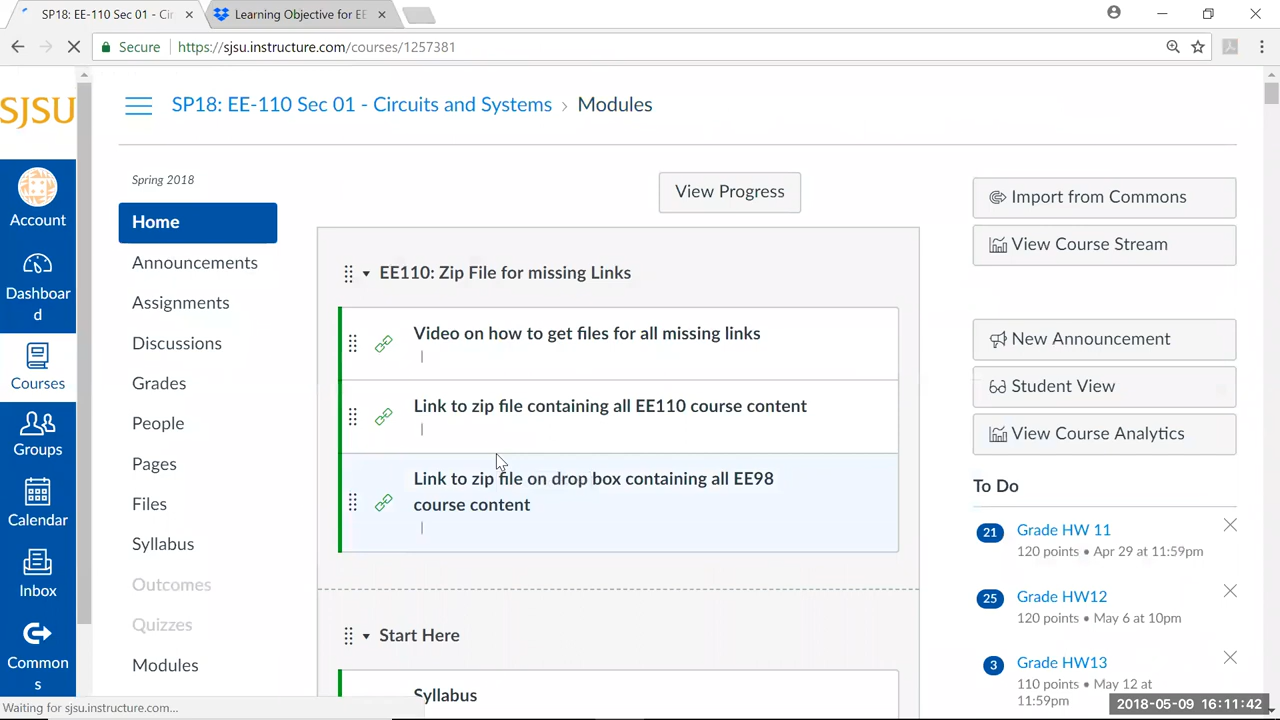 SP18: EE-110 Sec 01 - Cir
Learning Objective for EE
Secure
https://sjsu.instructure.com/courses/1257381
SJSU
Account
Dashboar
d
Courses
Groups
Calendar
Inbox
Common
s
SP18: EE-110 Sec 01 - Circuits and Systems › Modules
Spring 2018
Home
Announcements
Assignments
Discussions
Grades
People
Pages
Files
Syllabus
Outcomes
Quizzes
Modules
View Progress
EE110: Zip File for missing Links
Video on how to get files for all missing links
|
Link to zip file containing all EE110 course content
|
Link to zip file on drop box containing all EE98
course content
|
Start Here
Syllabus
Import from Commons
View Course Stream
New Announcement
Student View
View Course Analytics
To Do
21 Grade HW 11
120 points • Apr 29 at 11:59pm
25 Grade HW12
120 points • May 6 at 10pm
3 Grade HW13
110 points • May 12 at
11:59pm
Waiting for sjsu.instructure.com...
2018-05-09 16:11:42